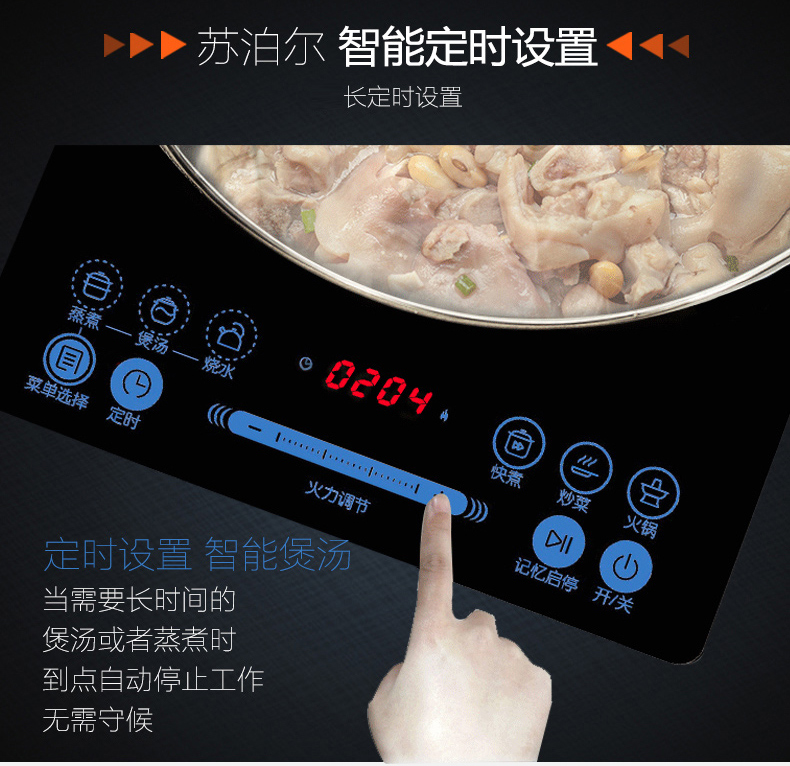 苏泊尔 智能定时设置
长定时设置
蒸煮
煲汤
烧水
菜单选择
定时
0204
火力调节
快煮
炒菜
火锅
记忆启停
开/关
定时设置 智能煲汤
当需要长时间的
煲汤或者蒸煮时
到点自动停止工作
无需守候